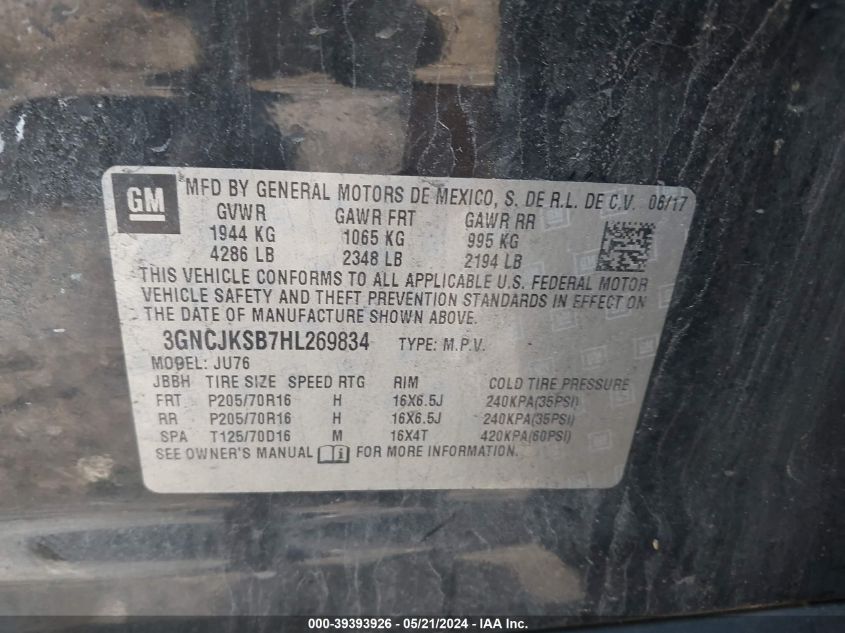 GM
MFD BY GENERAL MOTORS DE MEXICO, S. DE R.L. DE C.V. 06/17
GVWR GAWR FRT GAWR RR
1944 KG 1065 KG 995 KG
4286 LB 2348 LB 2194 LB
THIS VEHICLE CONFORMS TO ALL APPLICABLE U.S. FEDERAL MOTOR
VEHICLE SAFETY AND THEFT PREVENTION STANDARDS IN EFFECT ON
THE DATE OF MANUFACTURE SHOWN ABOVE.
3GNCJKSB7HL269834 TYPE: M.P.V.
MODEL: JU76
JBBH TIRE SIZE SPEED RTG RIM COLD TIRE PRESSURE
FRT P205/70R16 H 16X6.5J 240KPA(35PSI)
RR P205/70R16 H 16X6.5J 240KPA(35PSI)
SPA T125/70D16 M 16X4T 420KPA(60PSI)
SEE OWNER'S MANUAL i FOR MORE INFORMATION.
000-39393926 - 05/21/2024 - IAA Inc.